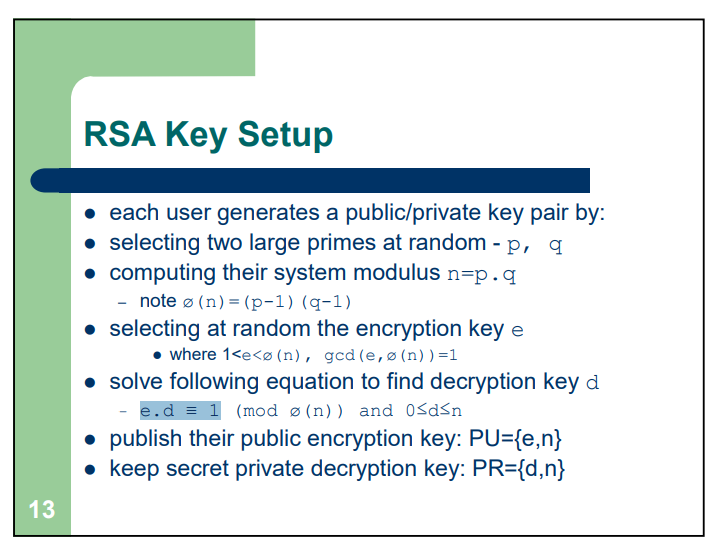 RSA Key Setup
● each user generates a public/private key pair by:
● selecting two large primes at random - p, q
● computing their system modulus n=p.q
– note ø(n)=(p-1)(q-1)
● selecting at random the encryption key e
● where 1<e<ø(n), gcd(e,ø(n))=1
● solve following equation to find decryption key d
– e.d ≡ 1 (mod ø(n)) and 0≤d≤n
● publish their public encryption key: PU={e,n}
● keep secret private decryption key: PR={d,n}
13